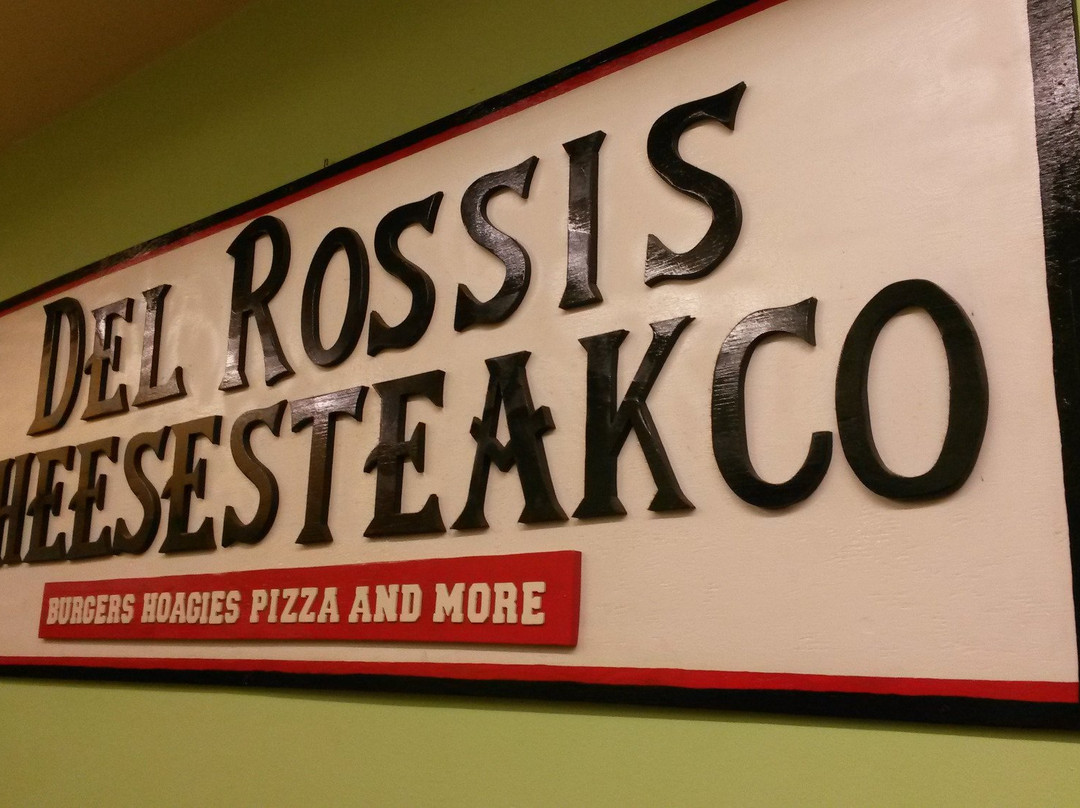 DEL ROSSIS
HEESESTEAKCO
BURGERS HOAGIES PIZZA AND MORE